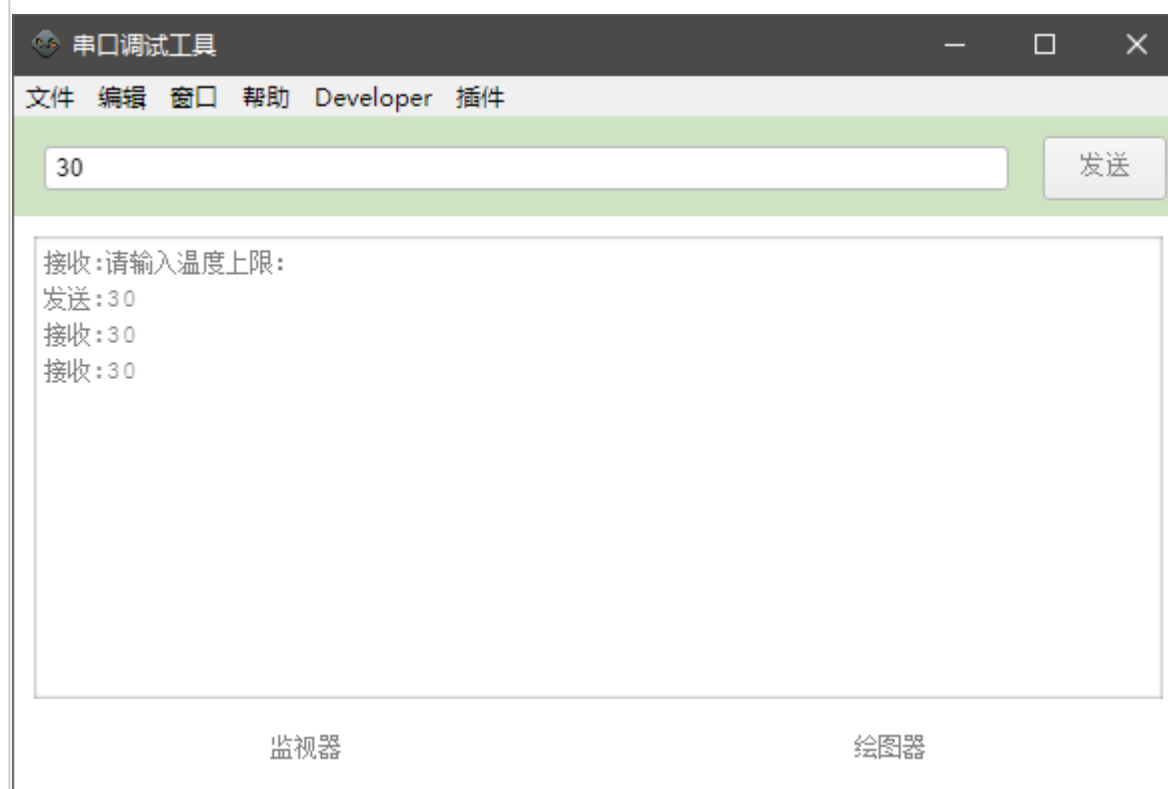 串口调试工具
文件 编辑 窗口 帮助 Developer 插件
30 发送
接收:请输入温度上限:
发送:30
接收:30
接收:30
监视器 绘图器